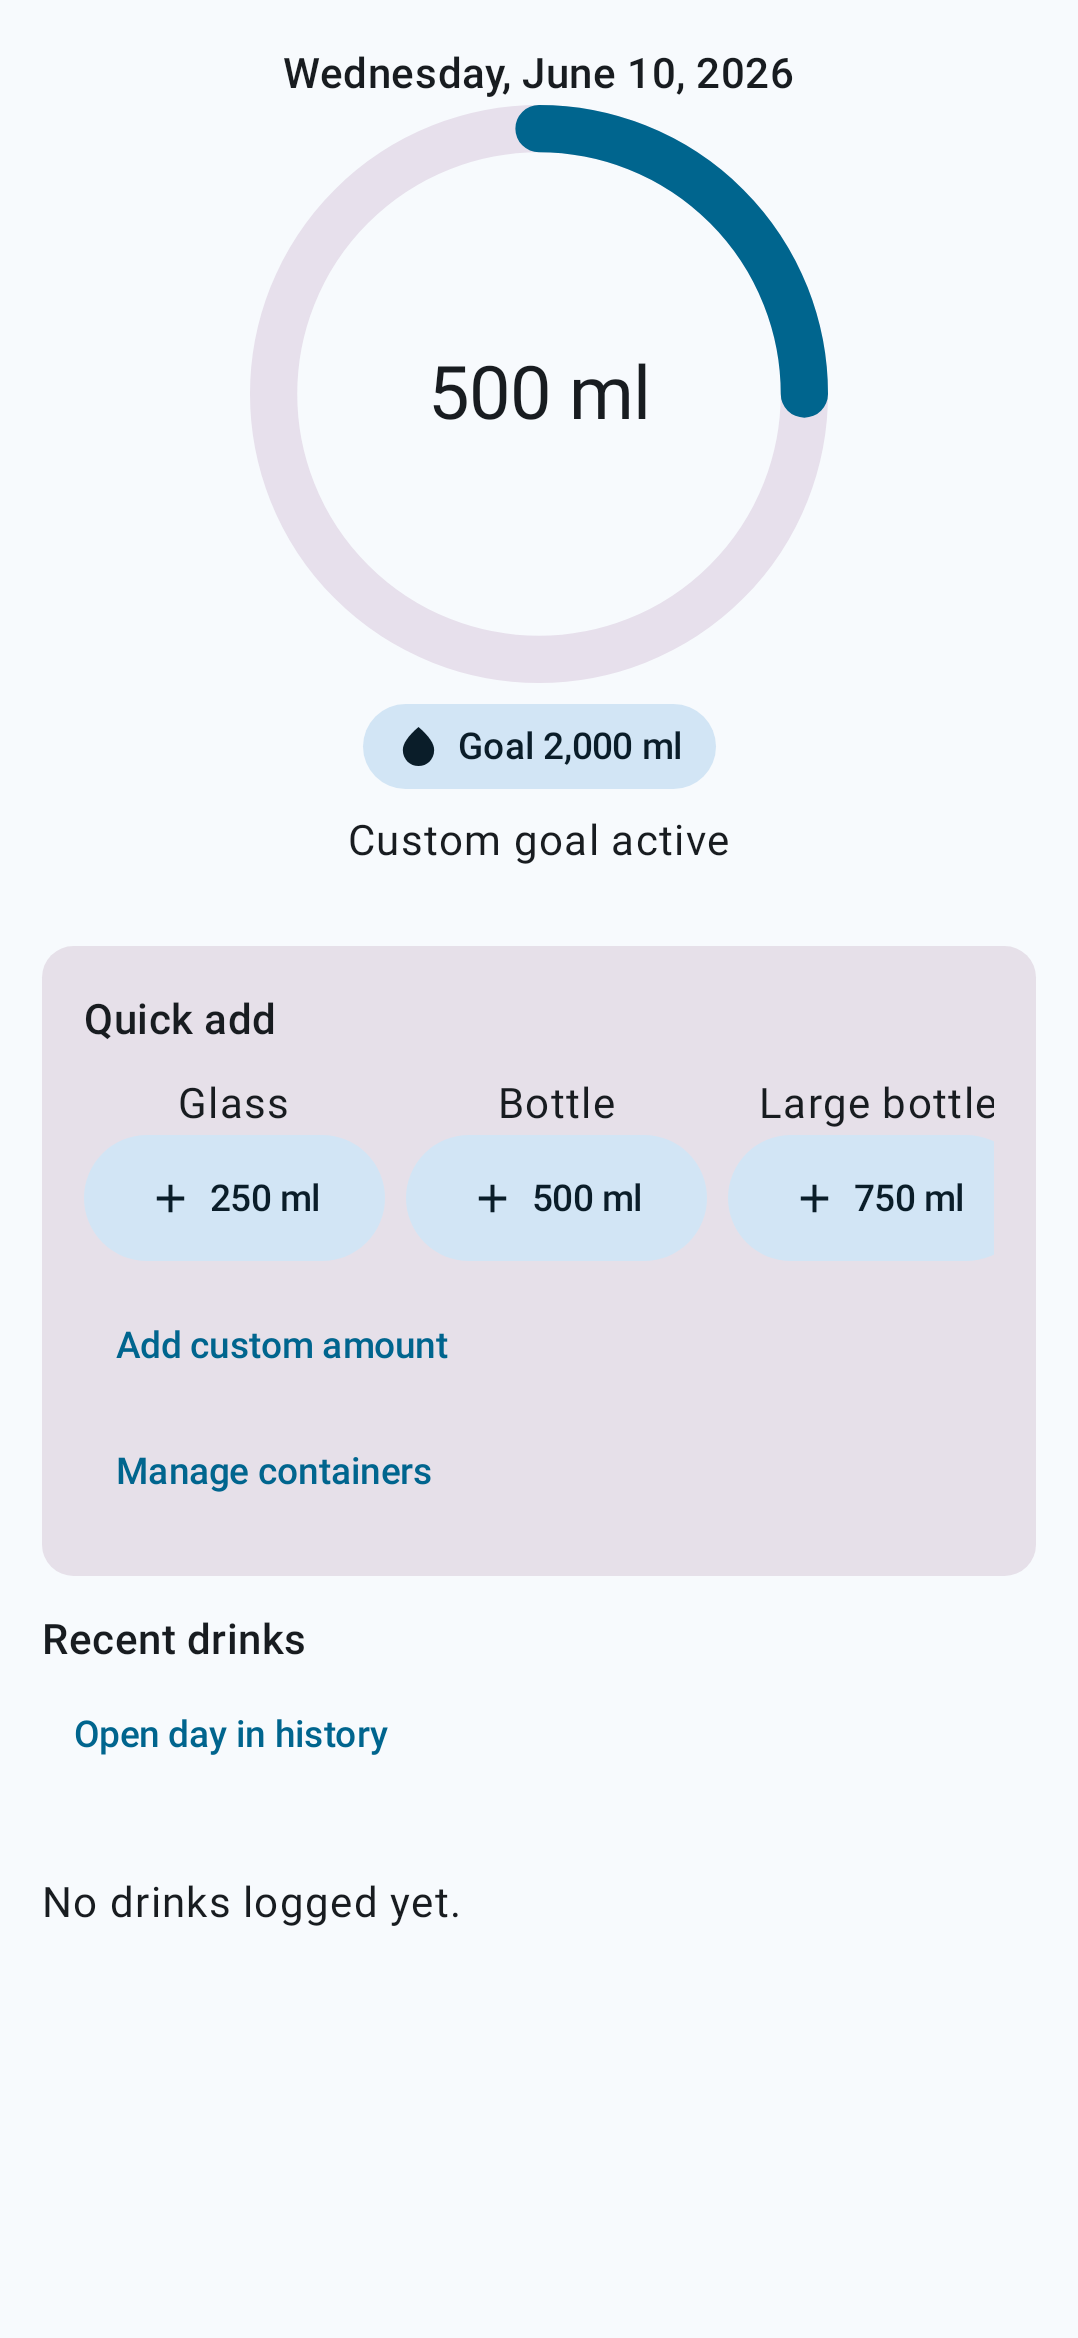 Wednesday, June 10, 2026
500 ml
Goal 2,000 ml
Custom goal active
Quick add
Glass
Bottle
Large bottle
+ 250 ml
+ 500 ml
+ 750 ml
Add custom amount
Manage containers
Recent drinks
Open day in history
No drinks logged yet.